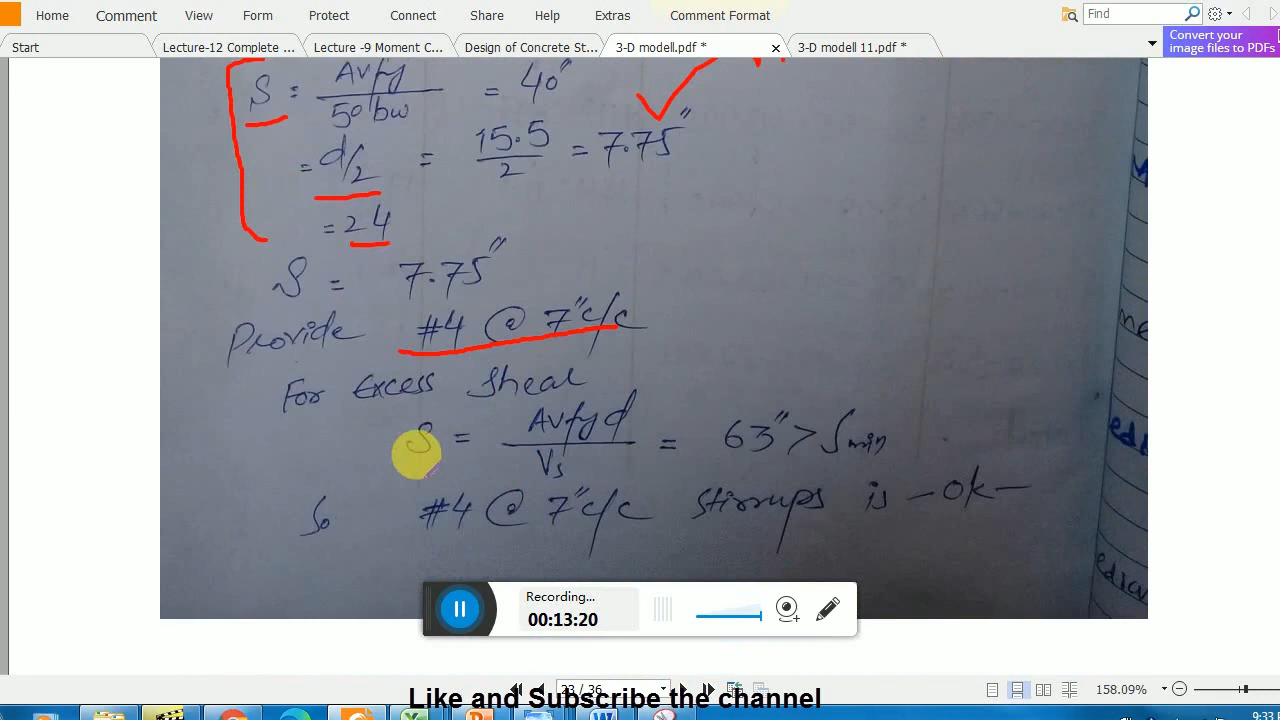 Home Comment View Form Protect Connect Share Help Extras Comment Format Find
Start Lecture-12 Complete ... Lecture -9 Moment C... Design of Concrete St... 3-D modell.pdf * × 3-D modell 11.pdf *
Convert your
image files to PDFs
S = Avfy / 50 bw = 40"
= d/2 = 15.5 / 2 = 7.75"
= 24
S = 7.75"
Provide #4 @ 7" c/c
For Excess Shear
S = Avfyd / Vs = 63" > Smin
So #4 @ 7" c/c stirrups is -ok-
Recording...
00:13:20
23 / 36
158.09%
Like and Subscribe the channel